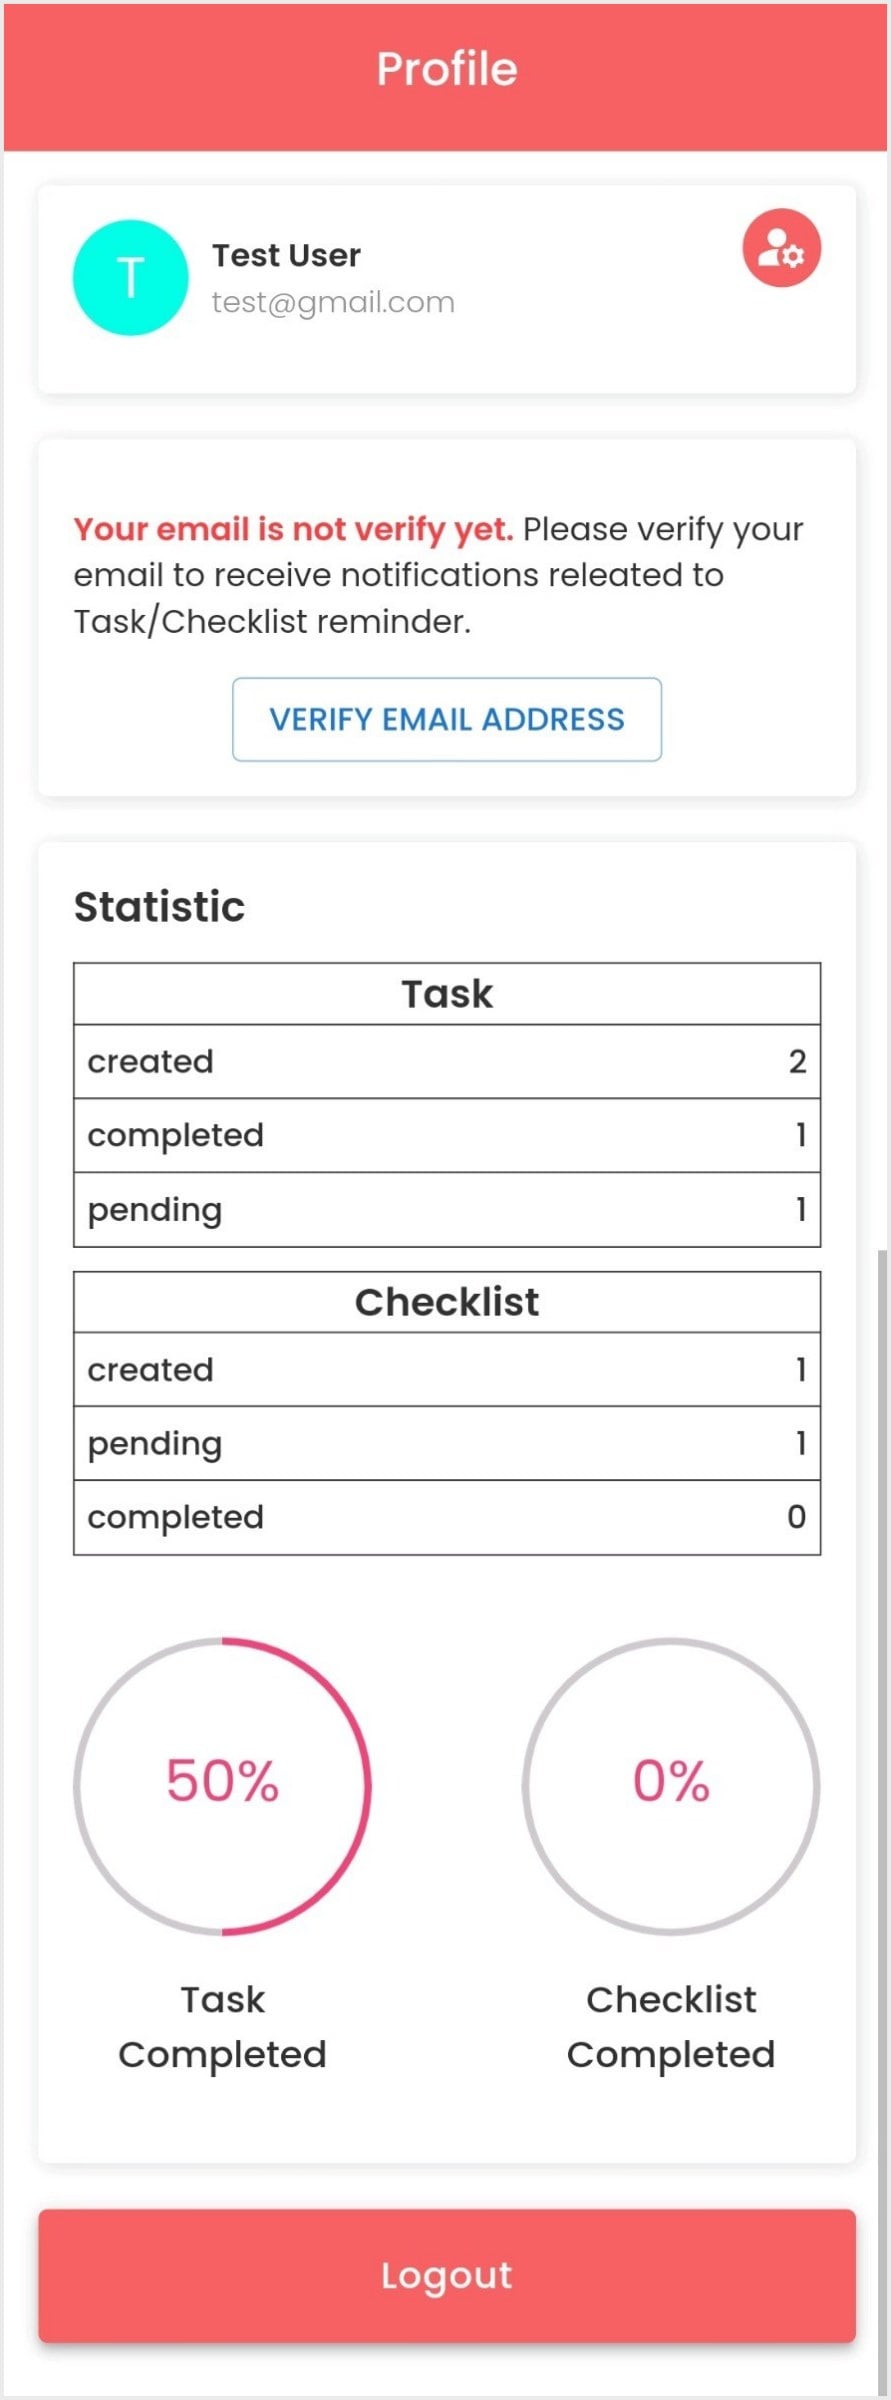 Profile
T
Test User
test@gmail.com
Your email is not verify yet. Please verify your
email to receive notifications releated to
Task/Checklist reminder.
VERIFY EMAIL ADDRESS
Statistic
Task
created 2
completed 1
pending 1
Checklist
created 1
pending 1
completed 0
50%
0%
Task
Completed
Checklist
Completed
Logout